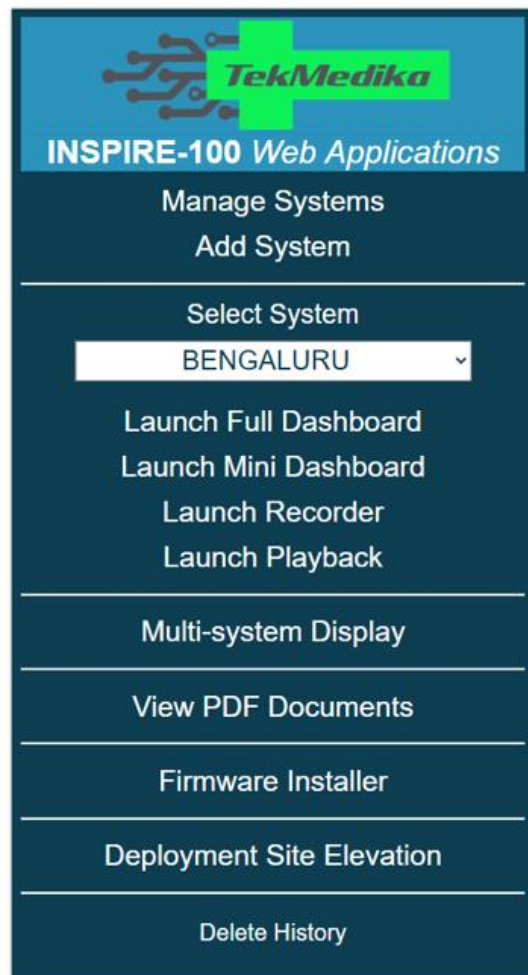 TekMedika
INSPIRE-100 Web Applications
Manage Systems
Add System
Select System
BENGALURU
Launch Full Dashboard
Launch Mini Dashboard
Launch Recorder
Launch Playback
Multi-system Display
View PDF Documents
Firmware Installer
Deployment Site Elevation
Delete History